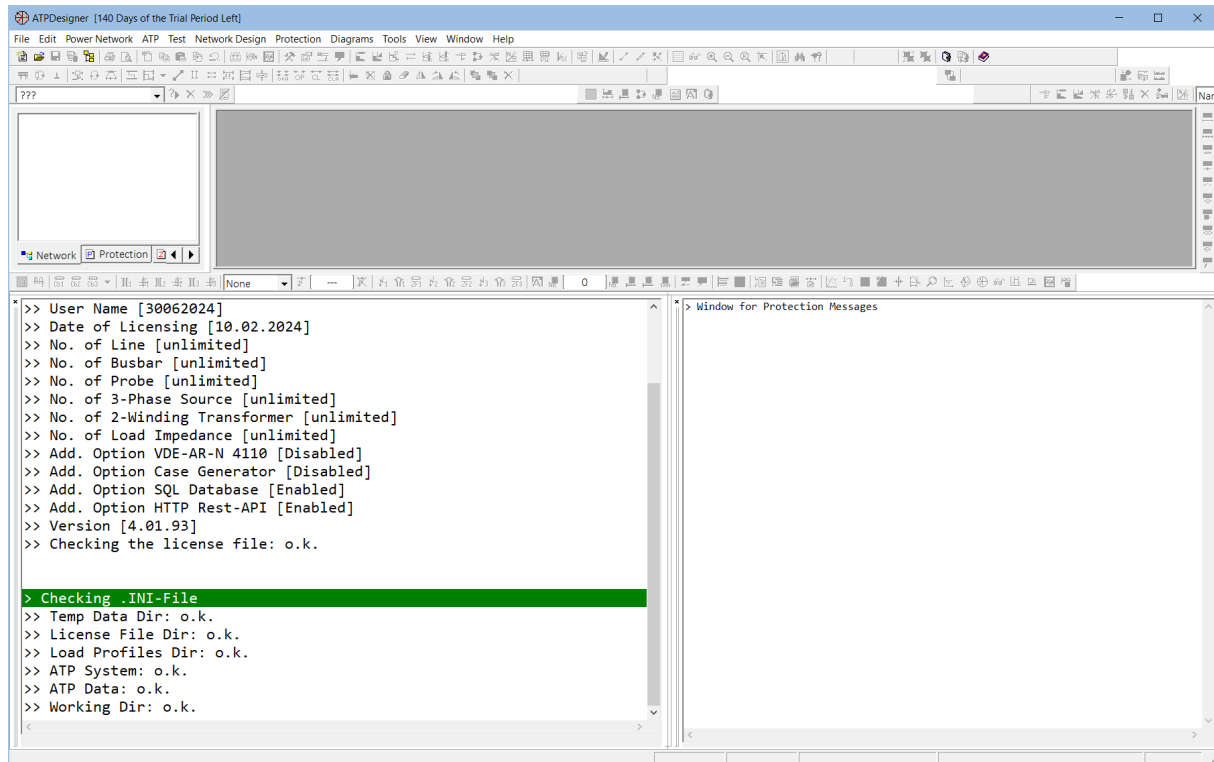 ATPDesigner [140 Days of the Trial Period Left]
File Edit Power Network ATP Test Network Design Protection Diagrams Tools View Window Help
???
Nar
Network Protection
None --- 0
>> User Name [30062024]
>> Date of Licensing [10.02.2024]
>> No. of Line [unlimited]
>> No. of Busbar [unlimited]
>> No. of Probe [unlimited]
>> No. of 3-Phase Source [unlimited]
>> No. of 2-Winding Transformer [unlimited]
>> No. of Load Impedance [unlimited]
>> Add. Option VDE-AR-N 4110 [Disabled]
>> Add. Option Case Generator [Disabled]
>> Add. Option SQL Database [Enabled]
>> Add. Option HTTP Rest-API [Enabled]
>> Version [4.01.93]
>> Checking the license file: o.k.
> Checking .INI-File
>> Temp Data Dir: o.k.
>> License File Dir: o.k.
>> Load Profiles Dir: o.k.
>> ATP System: o.k.
>> ATP Data: o.k.
>> Working Dir: o.k.
> Window for Protection Messages